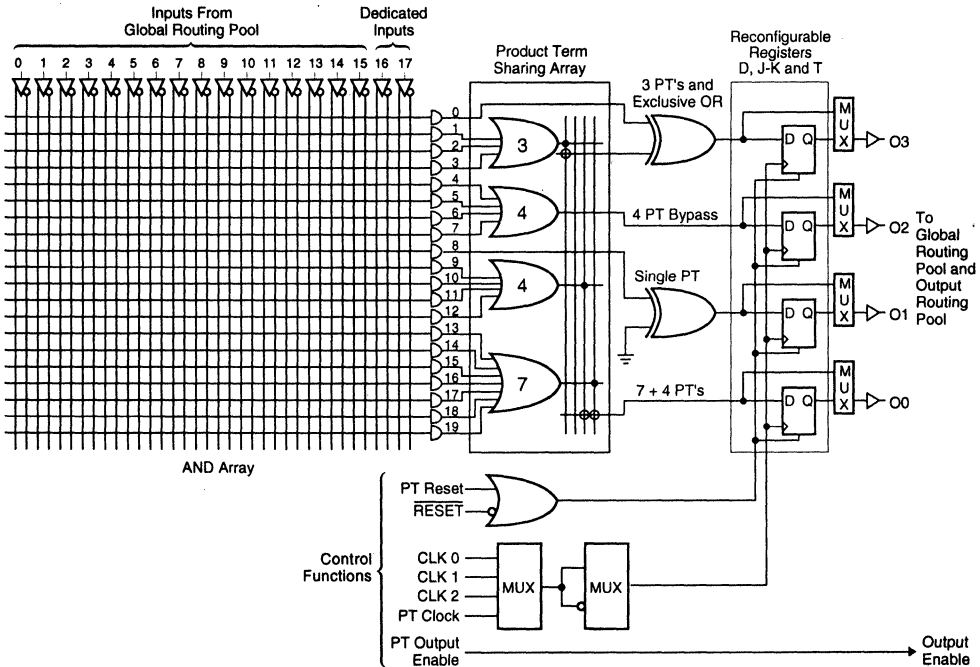 Inputs From
Global Routing Pool
Dedicated
Inputs
0 1 2 3 4 5 6 7 8 9 10 11 12 13 14 15 16 17
Product Term
Sharing Array
Reconfigurable
Registers
D, J-K and T
3 PT's and
Exclusive OR
0
1
2
3
4
5
6
7
8
9
10
11
12
13
14
15
16
17
18
19
3
4
4
7
4 PT Bypass
Single PT
7 + 4 PT's
D Q
MUX
O3
D Q
MUX
O2
D Q
MUX
O1
D Q
MUX
O0
To
Global
Routing
Pool and
Output
Routing
Pool
AND Array
Control
Functions
PT Reset
RESET
CLK 0
CLK 1
CLK 2
PT Clock
MUX
MUX
PT Output
Enable
Output
Enable